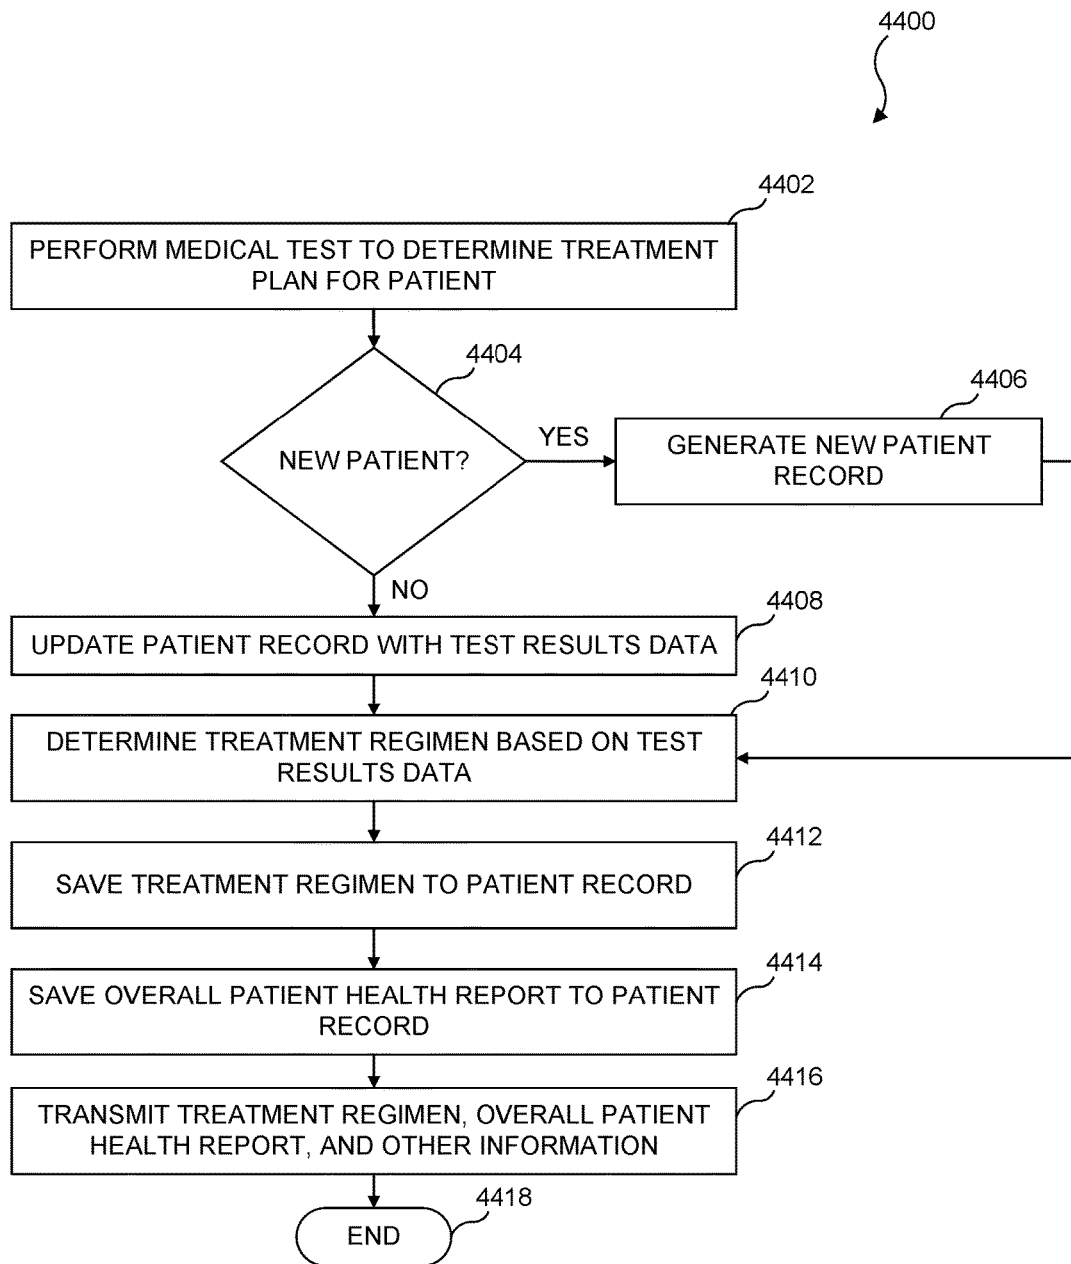 4400
4402
PERFORM MEDICAL TEST TO DETERMINE TREATMENT
PLAN FOR PATIENT
4404
NEW PATIENT?
YES
4406
GENERATE NEW PATIENT
RECORD
NO
4408
UPDATE PATIENT RECORD WITH TEST RESULTS DATA
4410
DETERMINE TREATMENT REGIMEN BASED ON TEST
RESULTS DATA
4412
SAVE TREATMENT REGIMEN TO PATIENT RECORD
4414
SAVE OVERALL PATIENT HEALTH REPORT TO PATIENT
RECORD
4416
TRANSMIT TREATMENT REGIMEN, OVERALL PATIENT
HEALTH REPORT, AND OTHER INFORMATION
4418
END